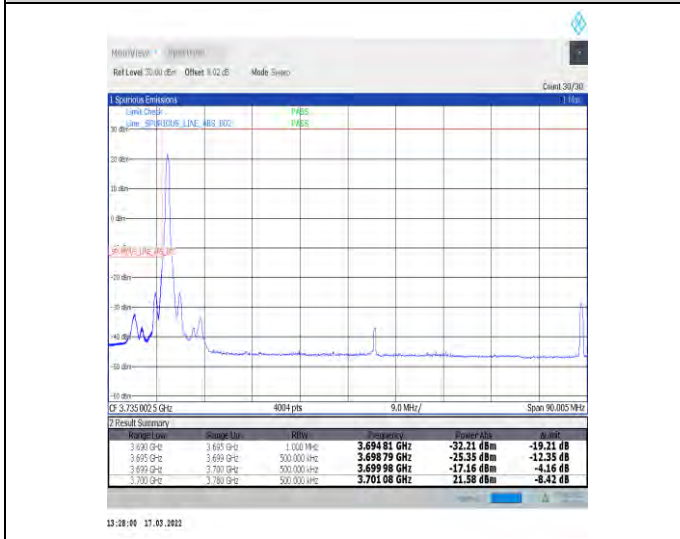 MultiView Spectrum
Ref Level 30.00 dBm Offset 8.02 dB Mode Sweep
Count 30/30
1 Spurious Emissions
Limit Check PASS
Line _SPURIOUS_LINE_ABS_002 PASS
30 dBm
20 dBm
10 dBm
0 dBm
-20 dBm
-30 dBm
-40 dBm
-50 dBm
-60 dBm
CF 3.735 002 5 GHz 4004 pts 9.0 MHz/ Span 90.005 MHz
2 Result Summary
Range Low Range Up RBW Frequency Power Abs ΔLimit
3.690 GHz 3.695 GHz 1.000 MHz 3.694 81 GHz -32.21 dBm -19.21 dB
3.695 GHz 3.699 GHz 500.000 kHz 3.698 79 GHz -25.35 dBm -12.35 dB
3.699 GHz 3.700 GHz 500.000 kHz 3.699 98 GHz -17.16 dBm -4.16 dB
3.700 GHz 3.780 GHz 500.000 kHz 3.701 08 GHz 21.58 dBm -8.42 dB
13:28:00 17.03.2022